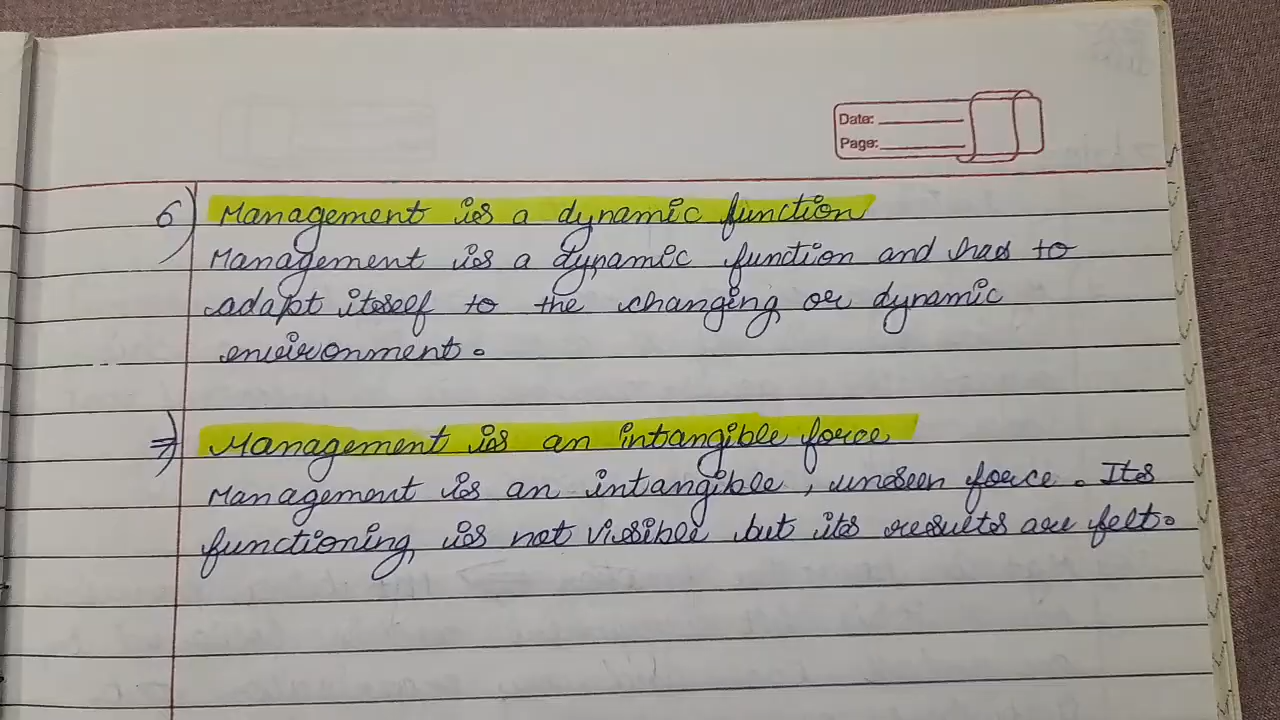 Date:
Page:
6) Management is a dynamic function
Management is a dynamic function and has to
adapt itself to the changing or dynamic
environment.
7) Management is an intangible force
Management is an intangible, unseen force. Its
functioning is not visible but its results are felt.